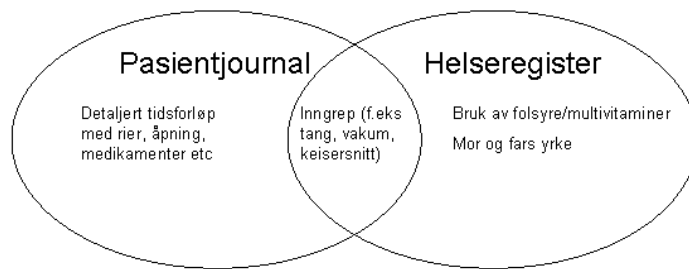 Pasientjournal
Helseregister
Detaljert tidsforløp
med rier, åpning,
medikamenter etc
Inngrep (f.eks
tang, vakum,
keisersnitt)
Bruk av folsyre/multivitaminer
Mor og fars yrke